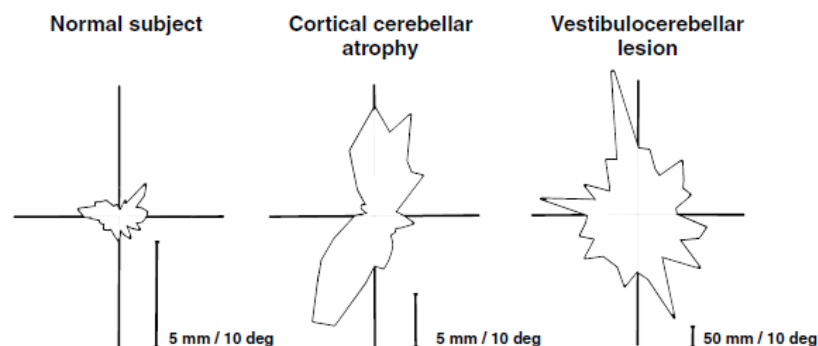 Normal subject
Cortical cerebellar
atrophy
Vestibulocerebellar
lesion
5 mm / 10 deg
5 mm / 10 deg
50 mm / 10 deg